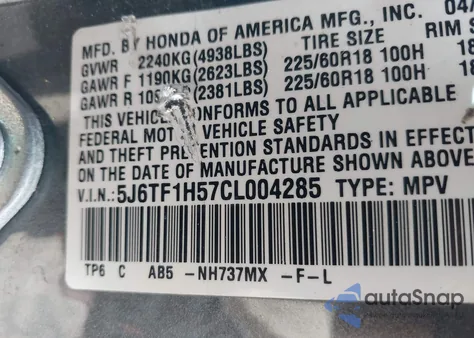 MFD. BY HONDA OF AMERICA MFG., INC. 04
GVWR 2240KG(4938LBS) TIRE SIZE RIM S
GAWR F 1190KG(2623LBS) 225/60R18 100H 18
GAWR R (2381LBS) 225/60R18 100H 18
THIS VEHICLE CONFORMS TO ALL APPLICABLE
FEDERAL MOTOR VEHICLE SAFETY
AND THEFT PREVENTION STANDARDS IN EFFECT
ON THE DATE OF MANUFACTURE SHOWN ABOVE
V.I.N.: 5J6TF1H57CL004285 TYPE: MPV
TP6 C AB5 -NH737MX -F-L
autoSnap